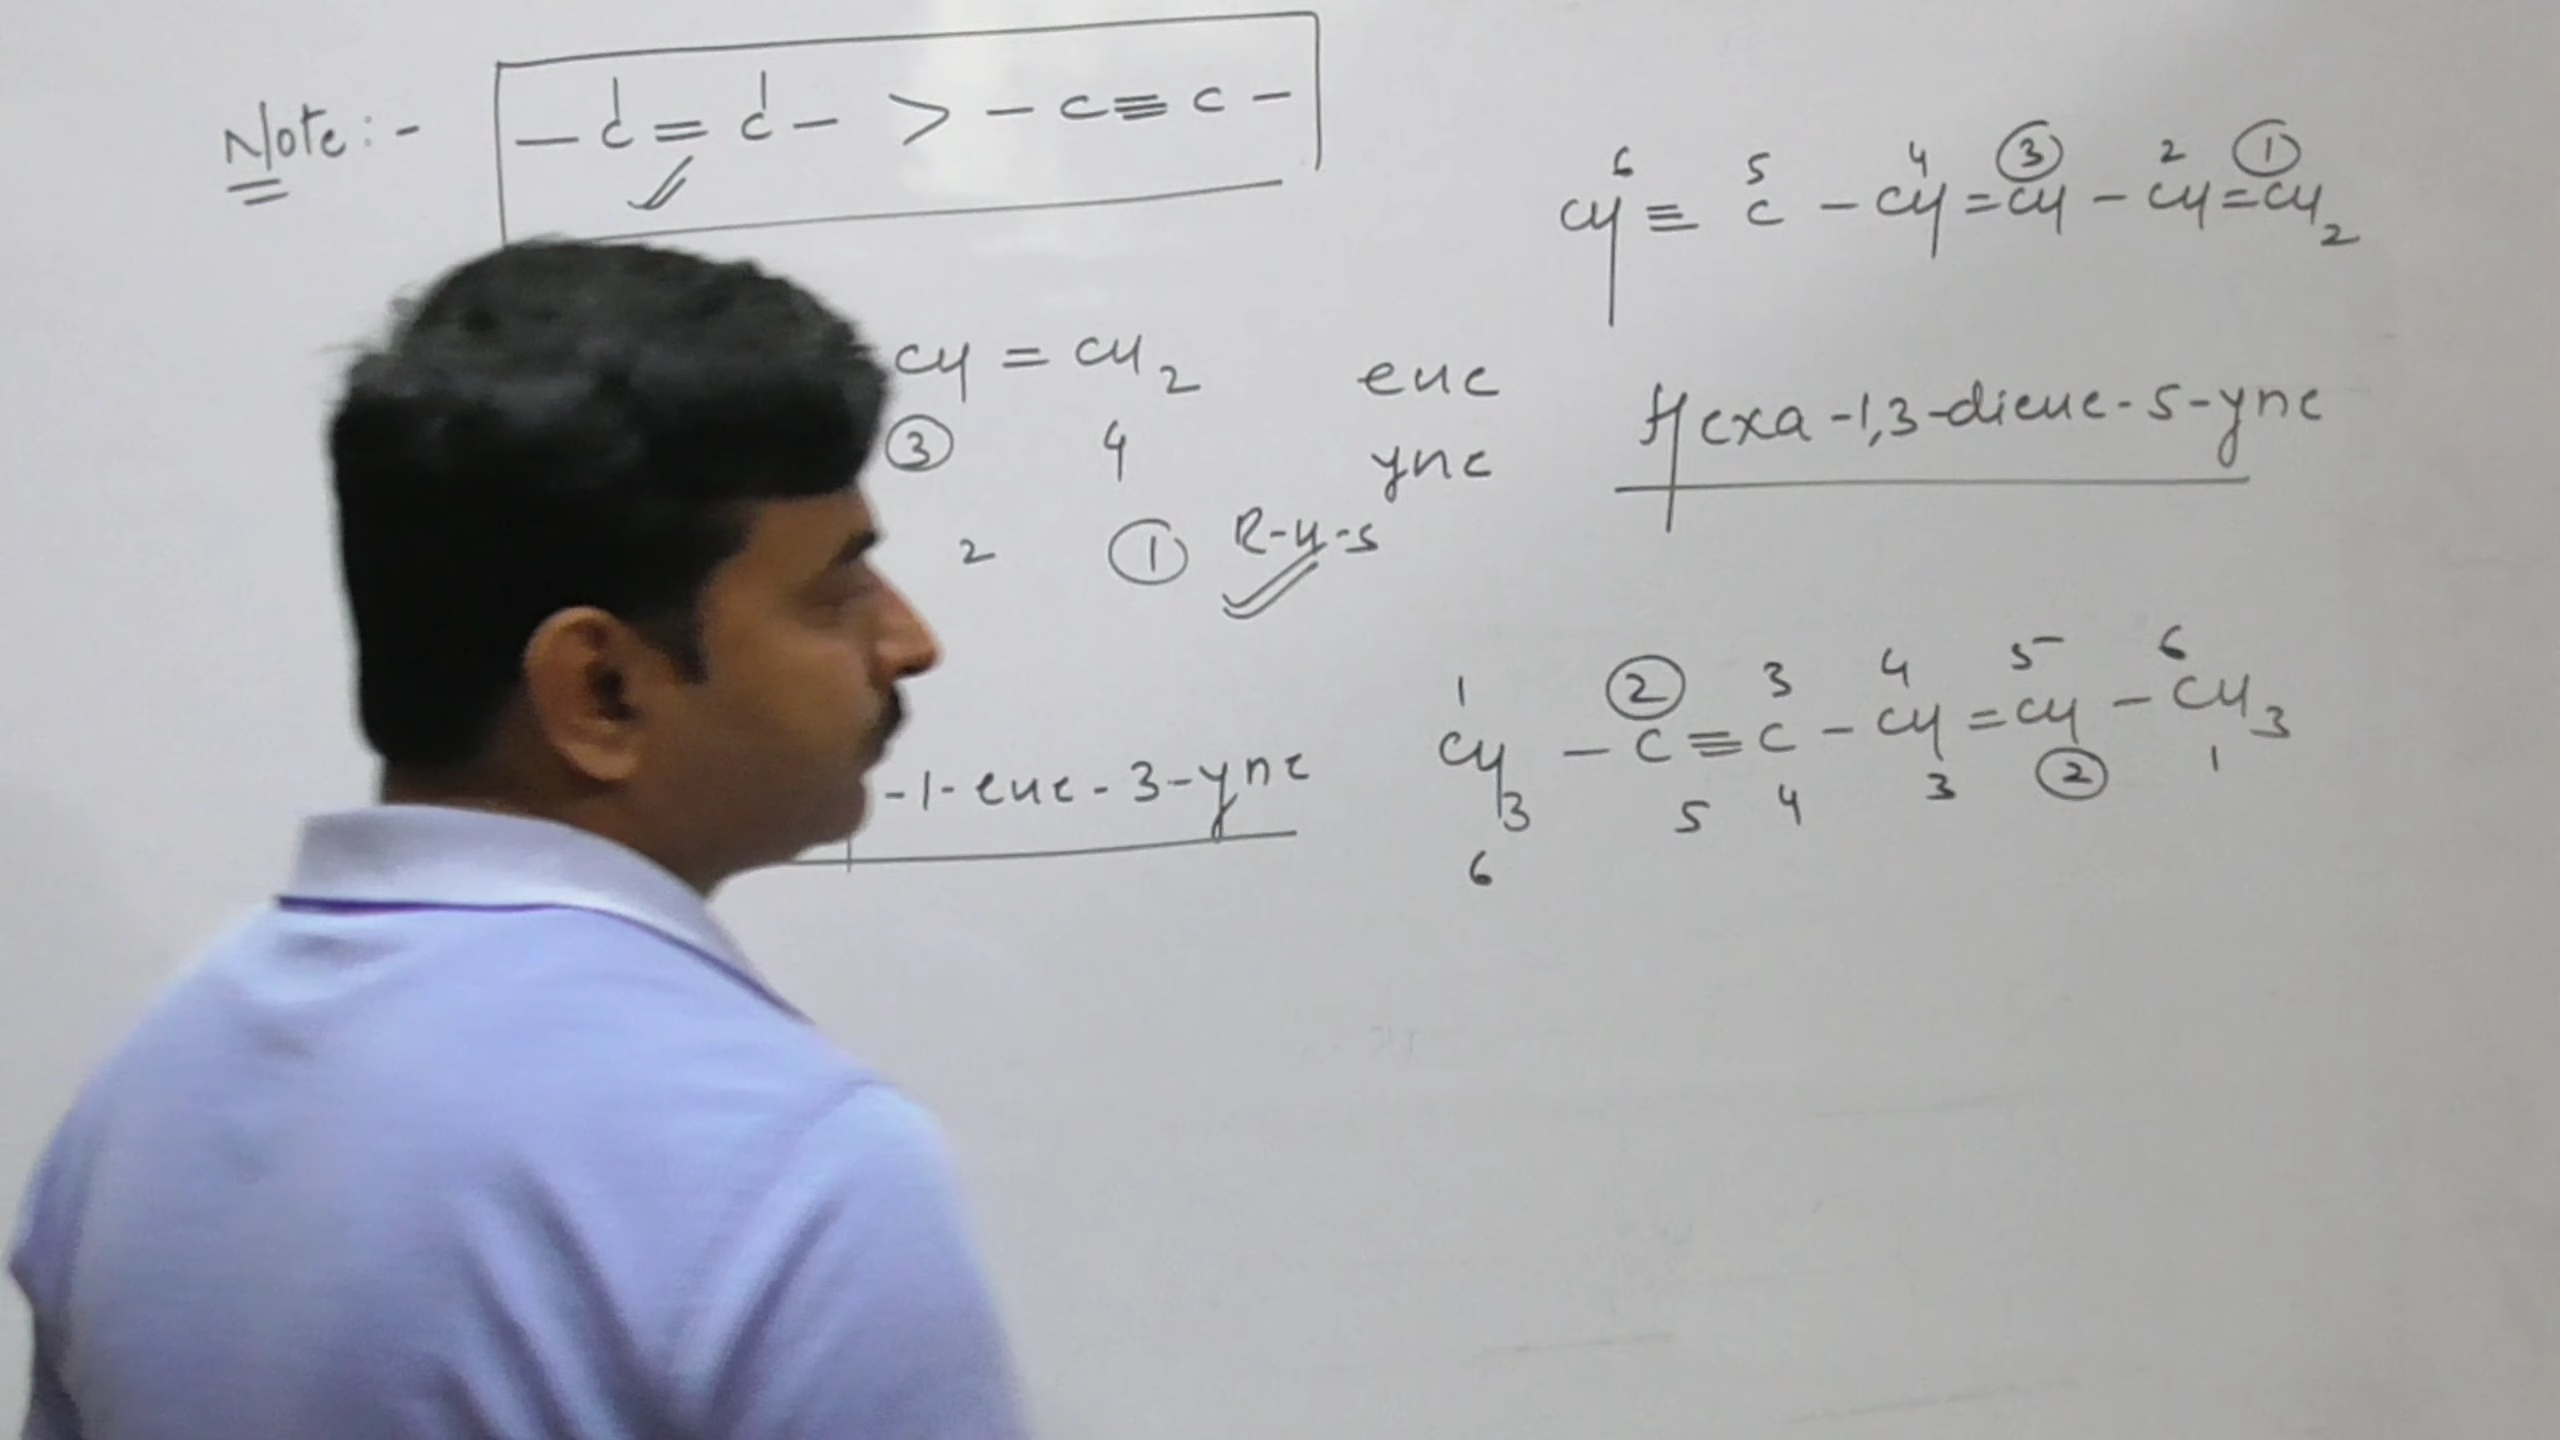 Note:- -C=C- > -C≡C-
6 5 4 3 2 1
CH≡C-CH=CH-CH=CH2
CH=CH2 ene
3 4 yne
2 1 R-H-S
Hexa-1,3-diene-5-yne
-1-ene-3-yne
1 2 3 4 5 6
CH3-C≡C-CH=CH-CH3
6 5 4 3 2 1